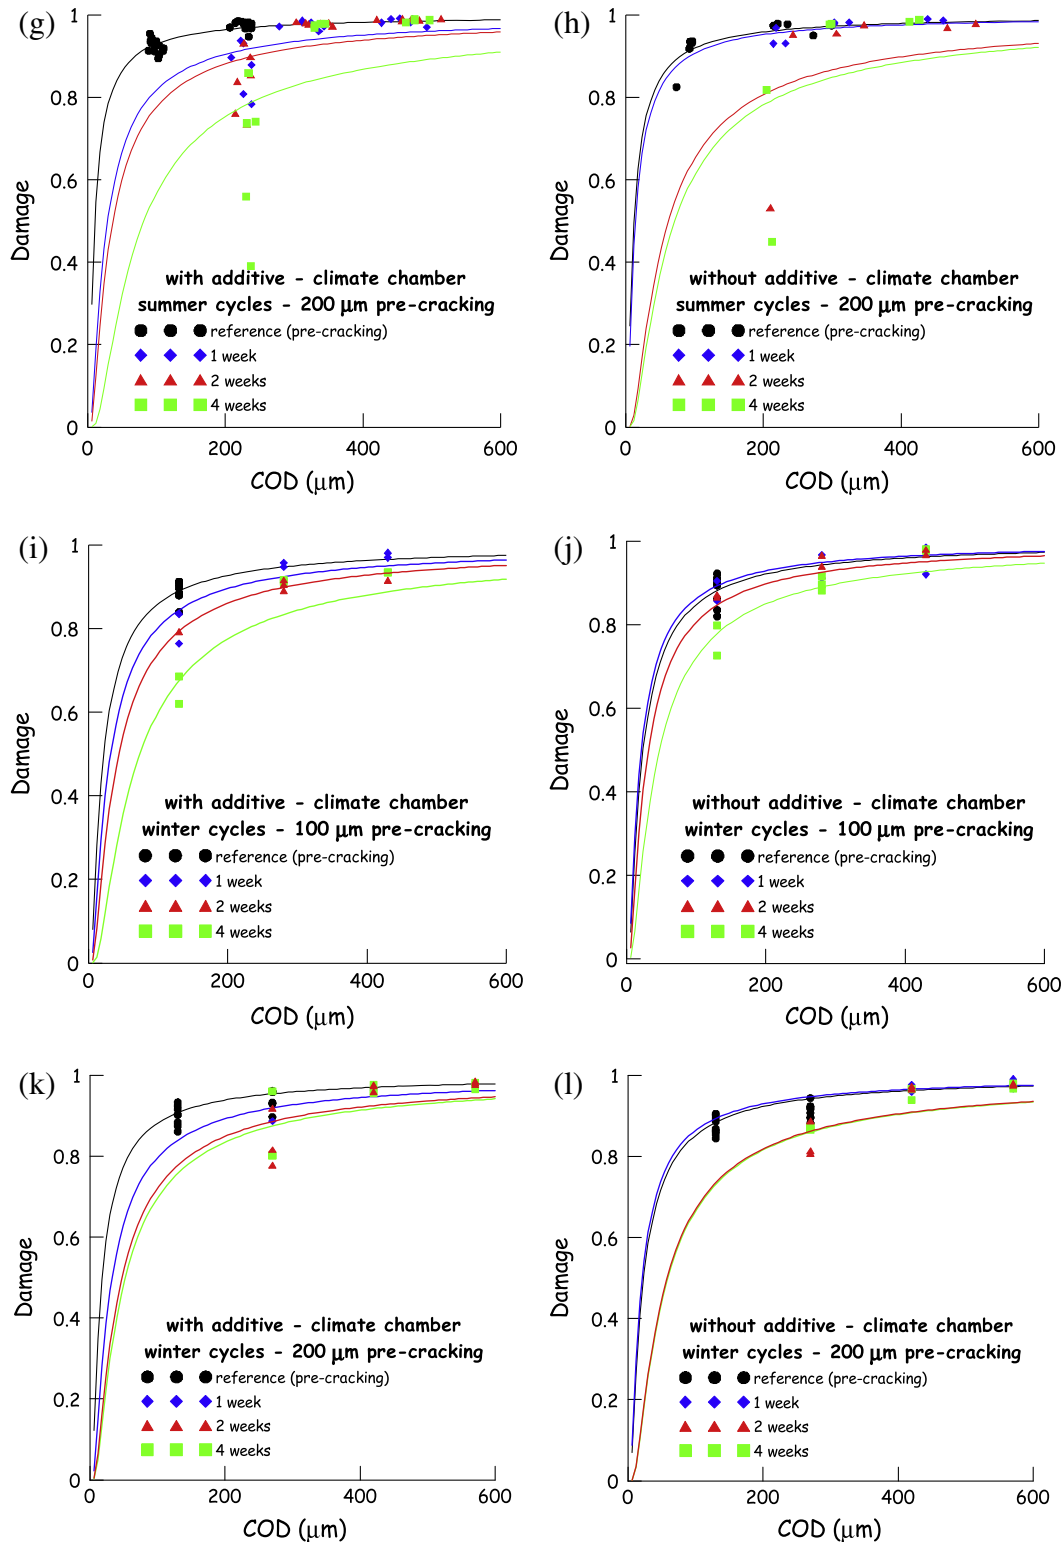 (g)
1
0.8
0.6
0.4
0.2
0
Damage
with additive - climate chamber
summer cycles - 200 μm pre-cracking
reference (pre-cracking)
1 week
2 weeks
4 weeks
0 200 400 600
COD (μm)
(h)
1
0.8
0.6
0.4
0.2
0
Damage
without additive - climate chamber
summer cycles - 200 μm pre-cracking
reference (pre-cracking)
1 week
2 weeks
4 weeks
0 200 400 600
COD (μm)
(i)
1
0.8
0.6
0.4
0.2
0
Damage
with additive - climate chamber
winter cycles - 100 μm pre-cracking
reference (pre-cracking)
1 week
2 weeks
4 weeks
0 200 400 600
COD (μm)
(j)
1
0.8
0.6
0.4
0.2
0
Damage
without additive - climate chamber
winter cycles - 100 μm pre-cracking
reference (pre-cracking)
1 week
2 weeks
4 weeks
0 200 400 600
COD (μm)
(k)
1
0.8
0.6
0.4
0.2
0
Damage
with additive - climate chamber
winter cycles - 200 μm pre-cracking
reference (pre-cracking)
1 week
2 weeks
4 weeks
0 200 400 600
COD (μm)
(l)
1
0.8
0.6
0.4
0.2
0
Damage
without additive - climate chamber
winter cycles - 200 μm pre-cracking
reference (pre-cracking)
1 week
2 weeks
4 weeks
0 200 400 600
COD (μm)